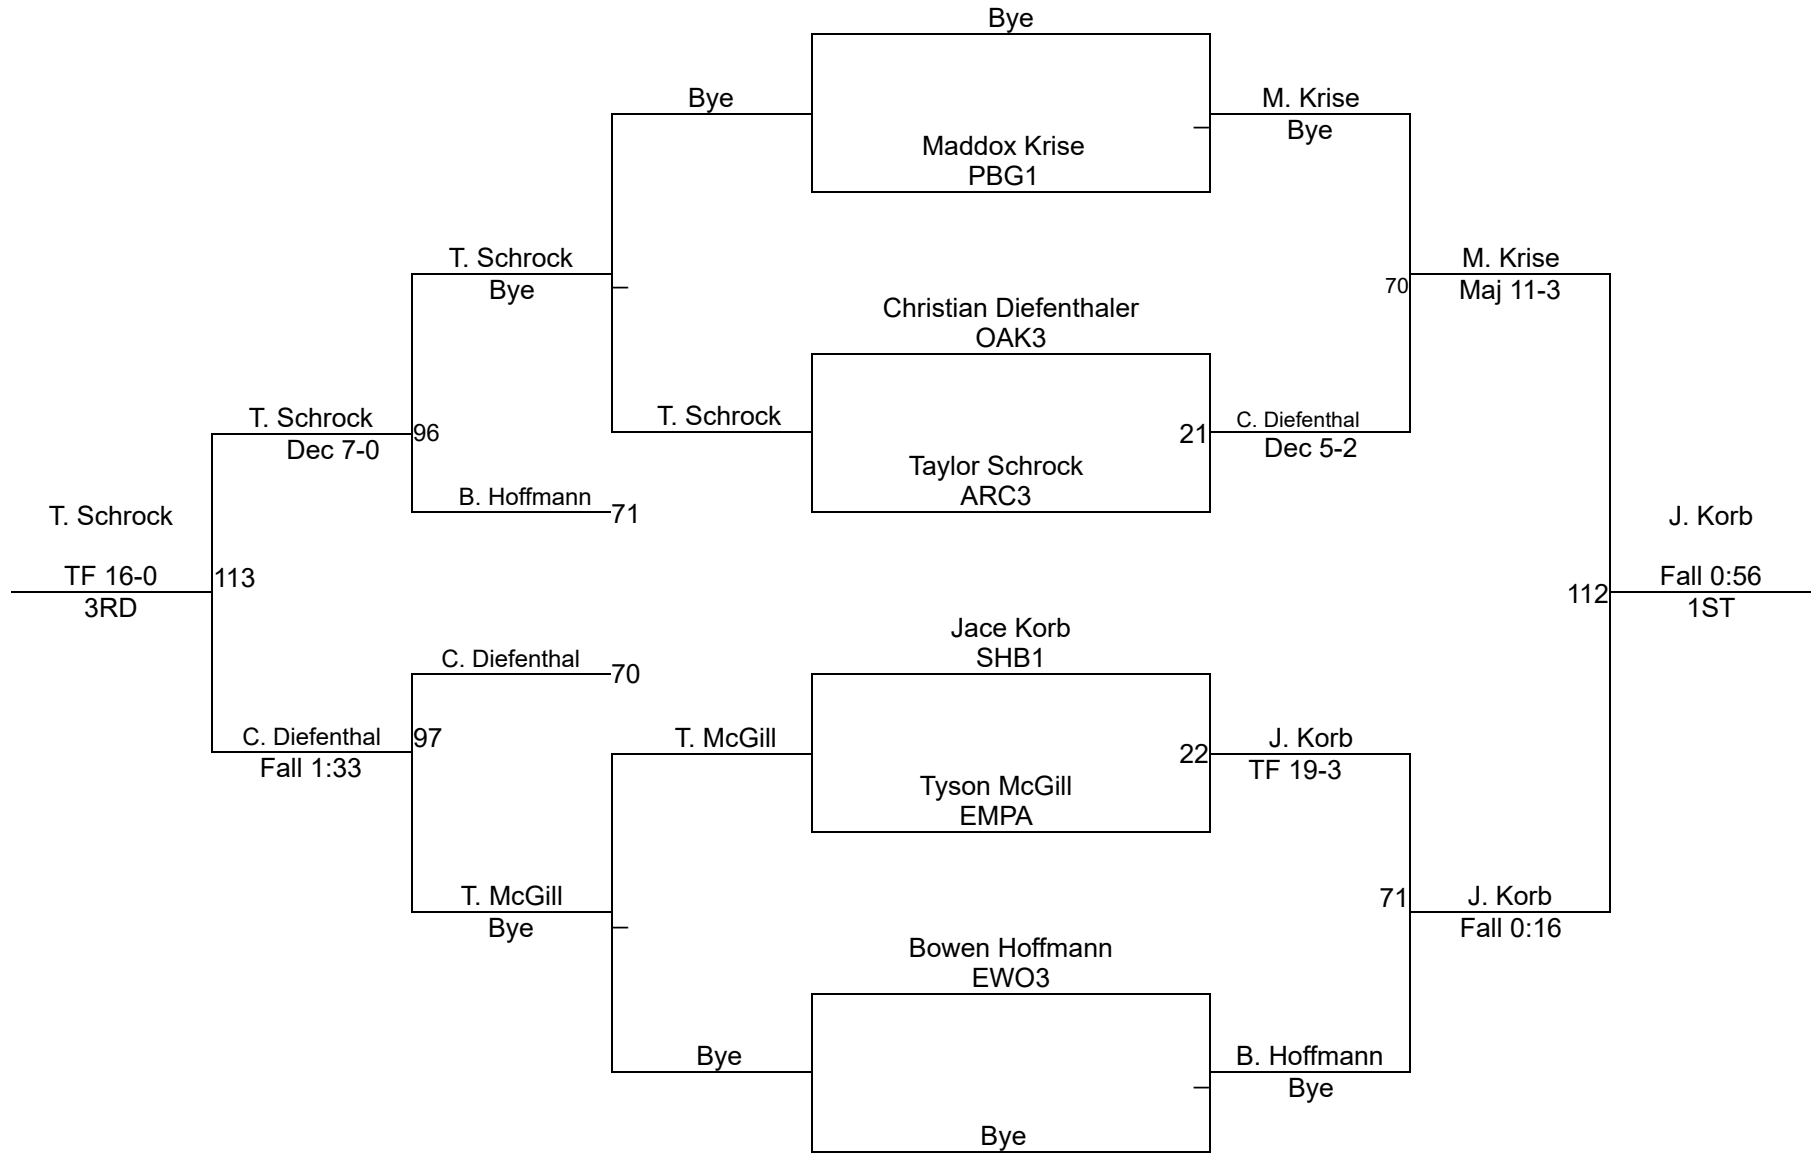 Bye
Bye
M. Krise
Bye
Maddox Krise
PBG1
T. Schrock
Bye
M. Krise
Maj 11-3
70
Christian Diefenthaler
OAK3
T. Schrock
Dec 7-0
96
T. Schrock
21
C. Diefenthal
Dec 5-2
Taylor Schrock
ARC3
B. Hoffmann
71
T. Schrock
TF 16-0
3RD
113
J. Korb
Fall 0:56
1ST
112
Jace Korb
SHB1
C. Diefenthal
70
C. Diefenthal
Fall 1:33
97
T. McGill
22
J. Korb
TF 19-3
Tyson McGill
EMPA
T. McGill
Bye
71
J. Korb
Fall 0:16
Bowen Hoffmann
EWO3
Bye
B. Hoffmann
Bye
Bye